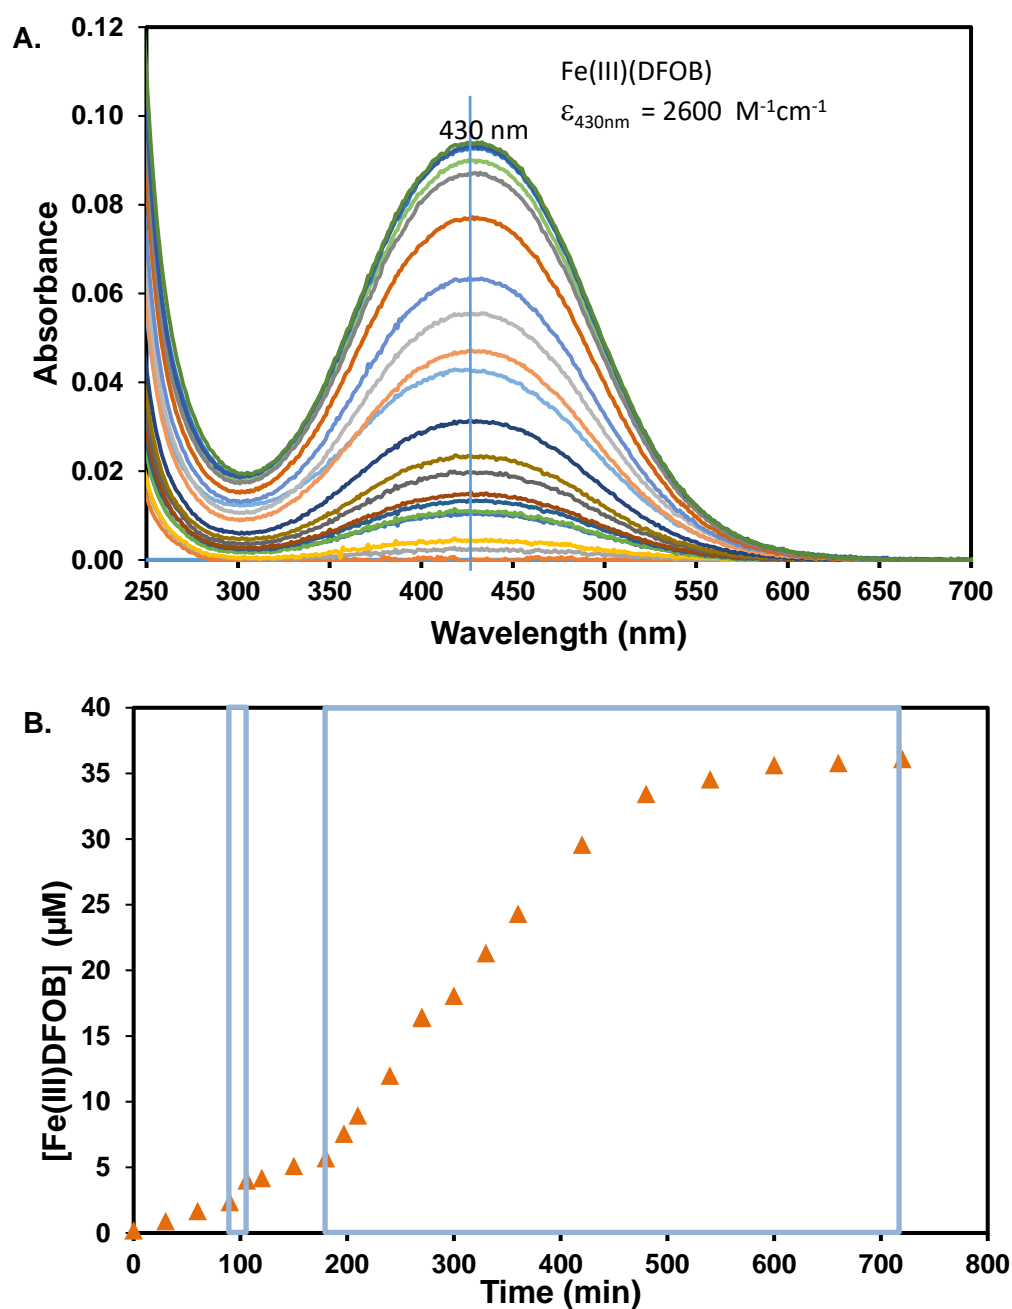 A.
Fe(III)(DFOB)
ε430nm = 2600 M-1cm-1
430 nm
0.12
0.10
0.08
0.06
0.04
0.02
0.00
Absorbance
250 300 350 400 450 500 550 600 650 700
Wavelength (nm)
B.
40
35
30
25
20
15
10
5
0
[Fe(III)DFOB] (µM)
0 100 200 300 400 500 600 700 800
Time (min)